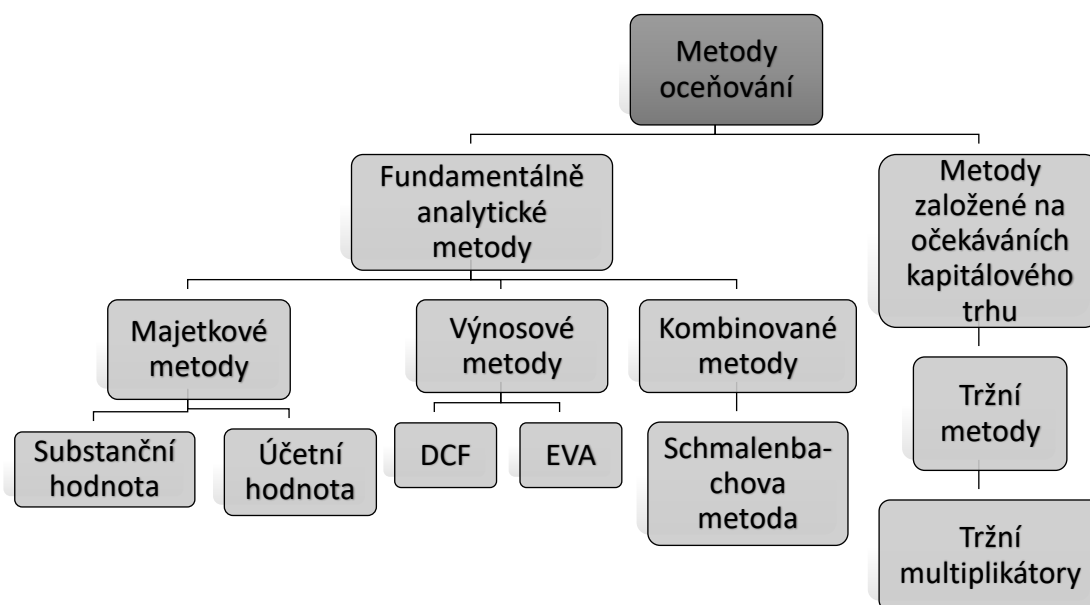 Metody
oceňování
Fundamentálně
analytické
metody
Metody
založené na
očekáváních
kapitálového
trhu
Majetkové
metody
Výnosové
metody
Kombinované
metody
Tržní
metody
Substanční
hodnota
Účetní
hodnota
DCF
EVA
Schmalenba-
chova
metoda
Tržní
multiplikátory